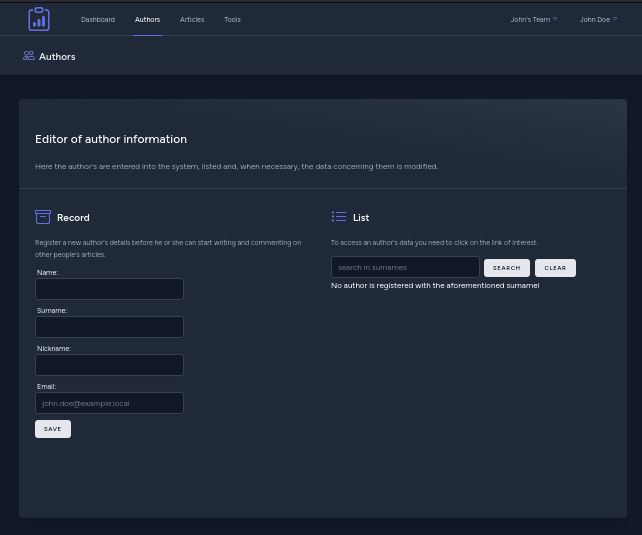 Dashboard Authors Articles Tools John's Team John Doe
Authors
Editor of author information
Here the author's are entered into the system, listed and, when necessary, the data concerning them is modified.
Record
Register a new author's details before he or she can start writing and commenting on
other people's articles.
Name:
Surname:
Nickname:
Email:
john.doe@example.local
SAVE
List
To access an author's data you need to click on the link of interest.
search in surnames SEARCH CLEAR
No author is registered with the aforementioned surname!